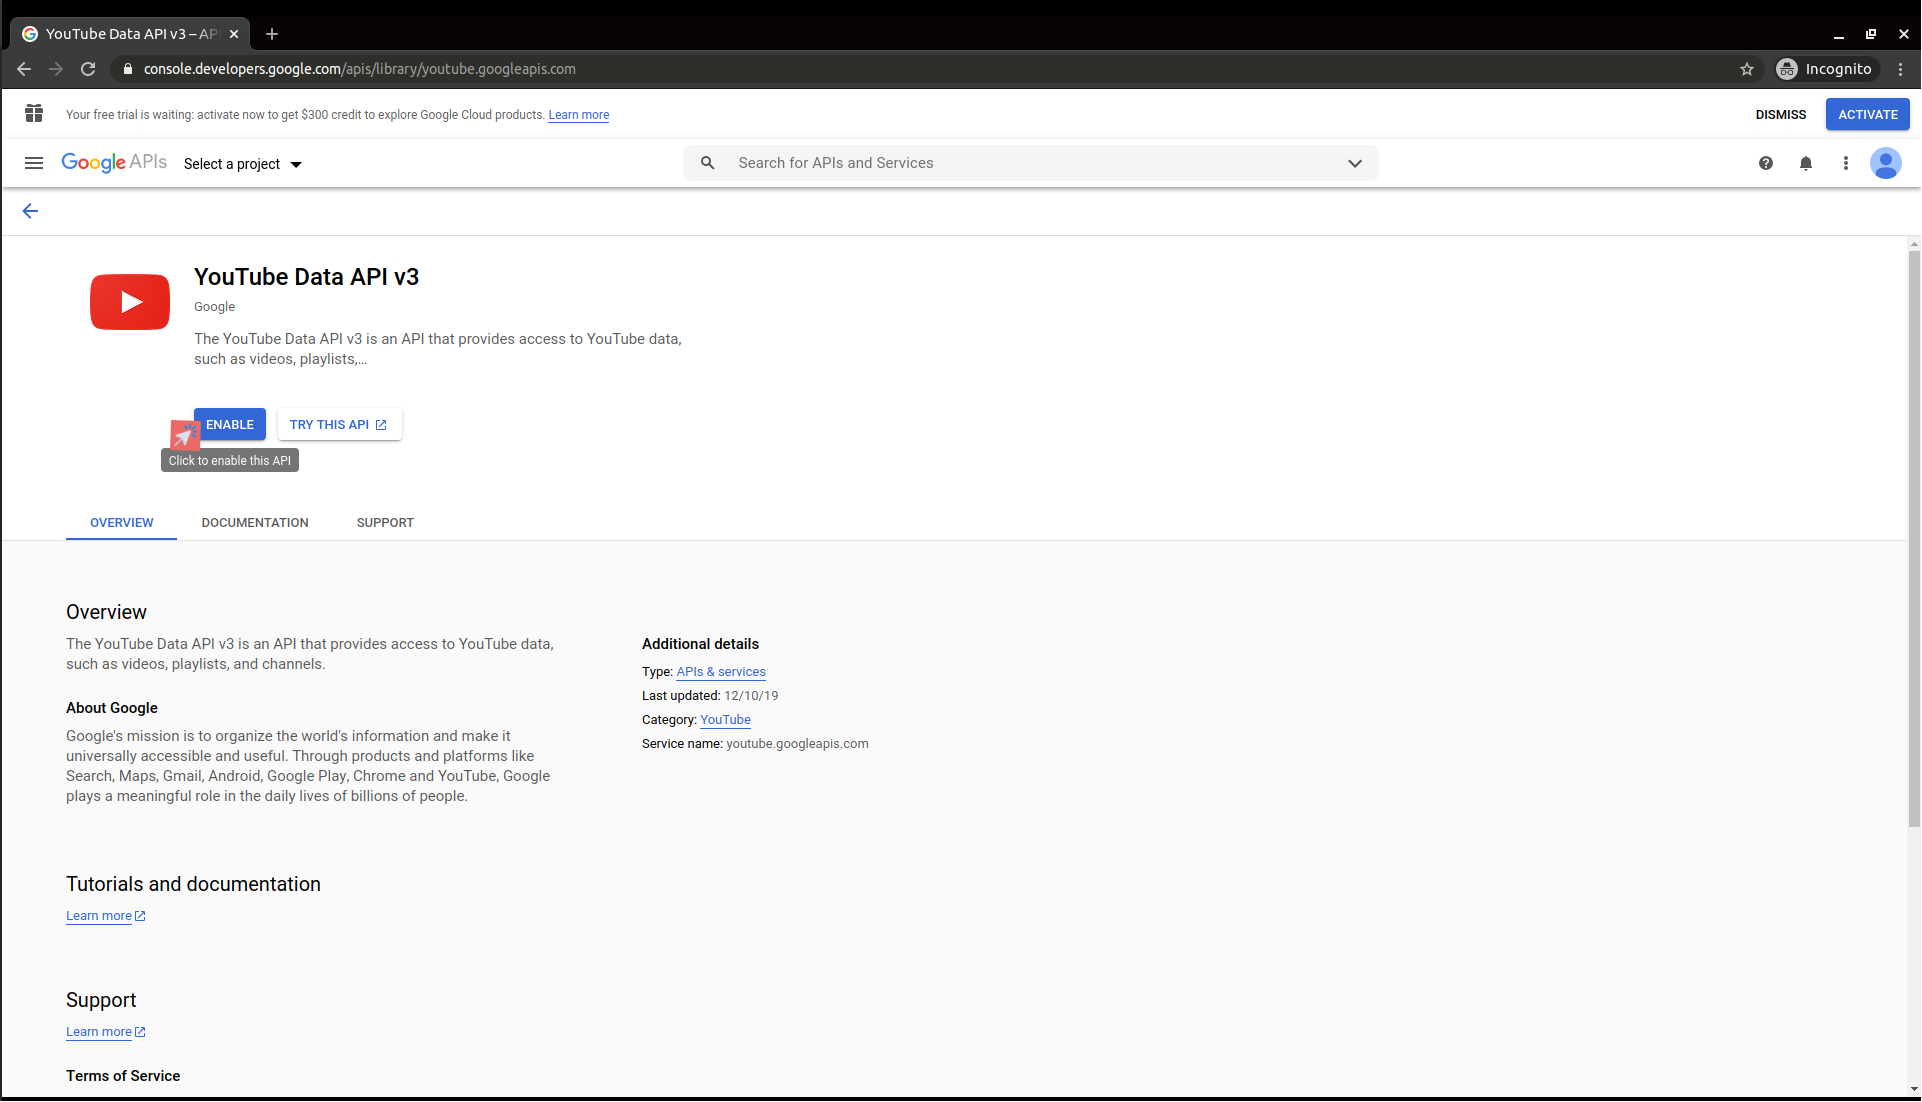 YouTube Data API v3 – AP
console.developers.google.com/apis/library/youtube.googleapis.com
Incognito
Your free trial is waiting: activate now to get $300 credit to explore Google Cloud products. Learn more
DISMISS
ACTIVATE
Google APIs
Select a project
Search for APIs and Services
YouTube Data API v3
Google
The YouTube Data API v3 is an API that provides access to YouTube data,
such as videos, playlists,...
ENABLE
TRY THIS API
Click to enable this API
OVERVIEW
DOCUMENTATION
SUPPORT
Overview
The YouTube Data API v3 is an API that provides access to YouTube data,
such as videos, playlists, and channels.
About Google
Google's mission is to organize the world's information and make it
universally accessible and useful. Through products and platforms like
Search, Maps, Gmail, Android, Google Play, Chrome and YouTube, Google
plays a meaningful role in the daily lives of billions of people.
Additional details
Type: APIs & services
Last updated: 12/10/19
Category: YouTube
Service name: youtube.googleapis.com
Tutorials and documentation
Learn more
Support
Learn more
Terms of Service